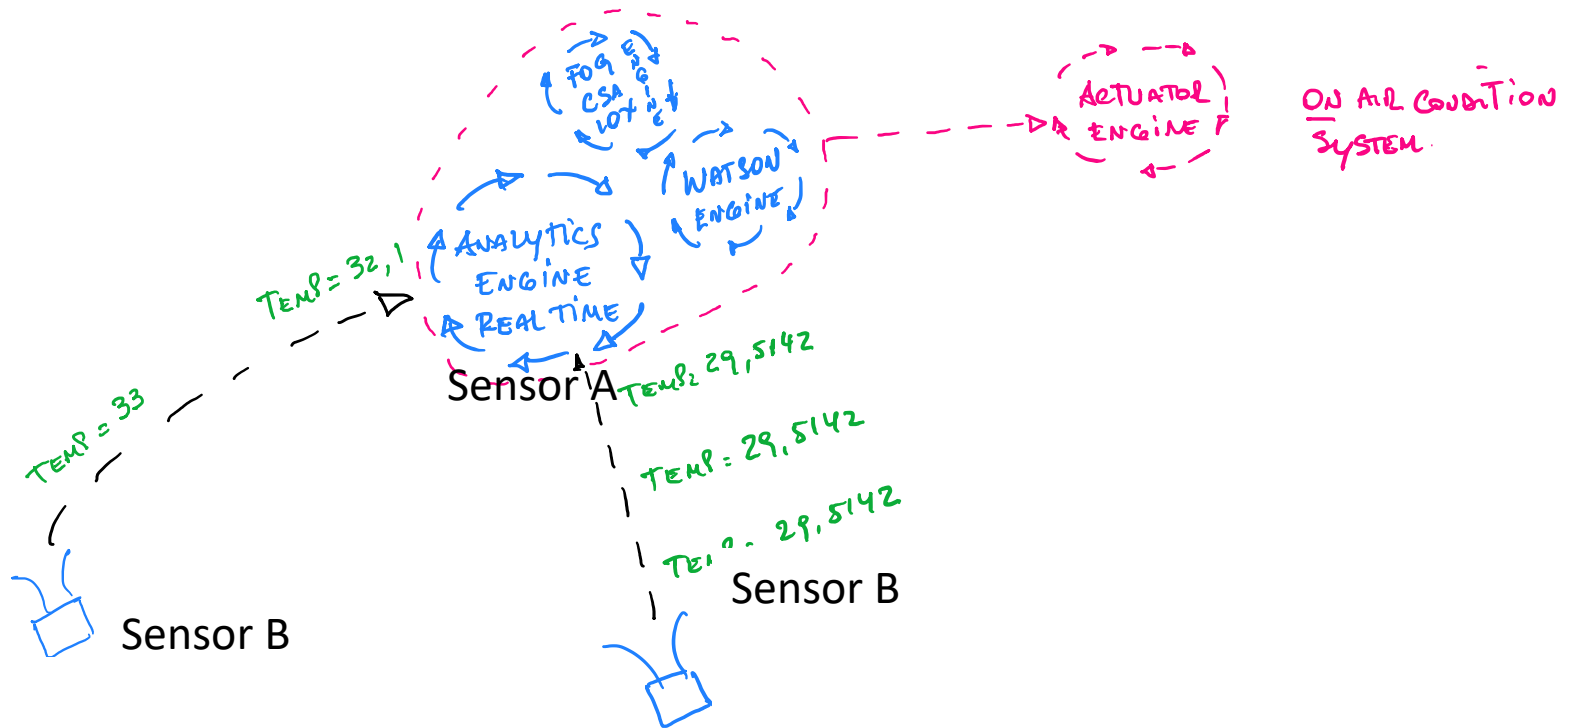 FOG
CSA
LOX
ENGINE
WATSON
ENGINE
ANALYTICS
ENGINE
REAL TIME
ACTUATOR
ENGINE
ON AIR CONDITION
SYSTEM.
TEMP = 32,1
TEMP = 33
Sensor A
TEMP= 29,5142
TEMP = 29,5142
29,5142
Sensor B
Sensor B